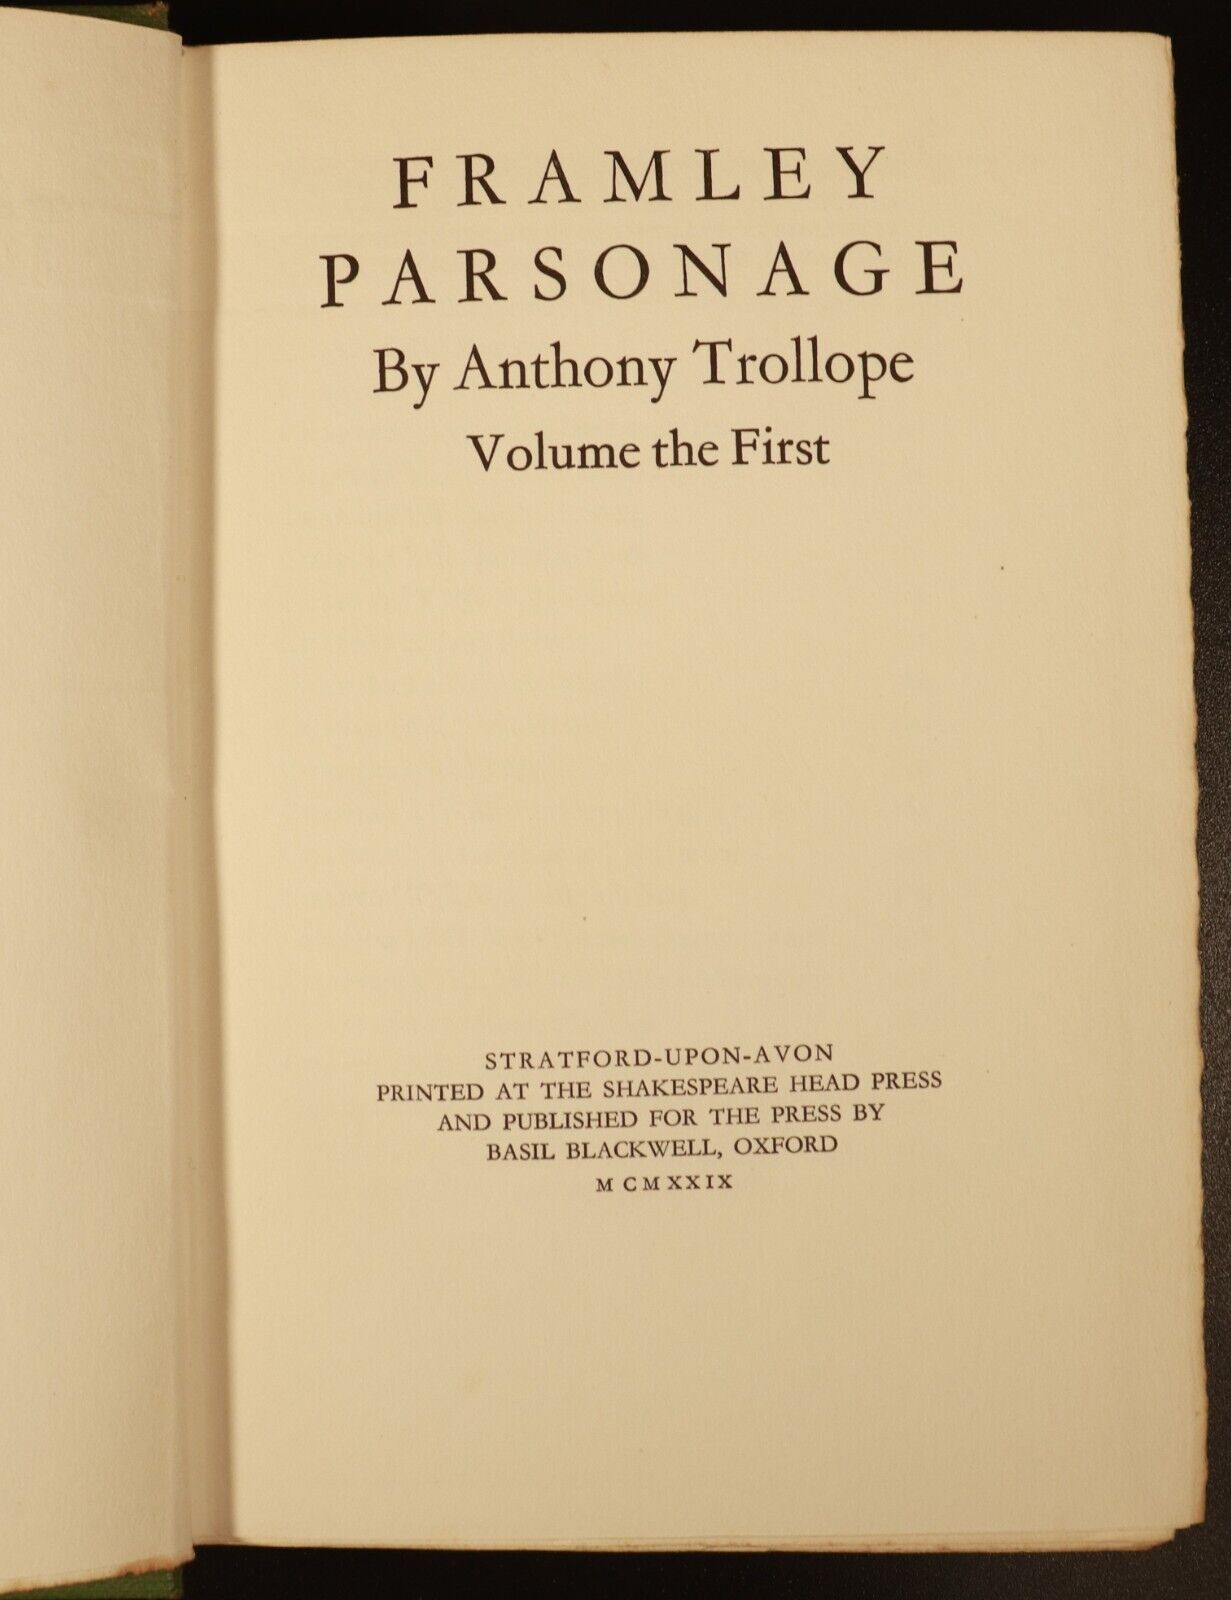 FRAMLEY
PARSONAGE
By Anthony Trollope
Volume the First
STRATFORD-UPON-AVON
PRINTED AT THE SHAKESPEARE HEAD PRESS
AND PUBLISHED FOR THE PRESS BY
BASIL BLACKWELL, OXFORD
MCMXXIX